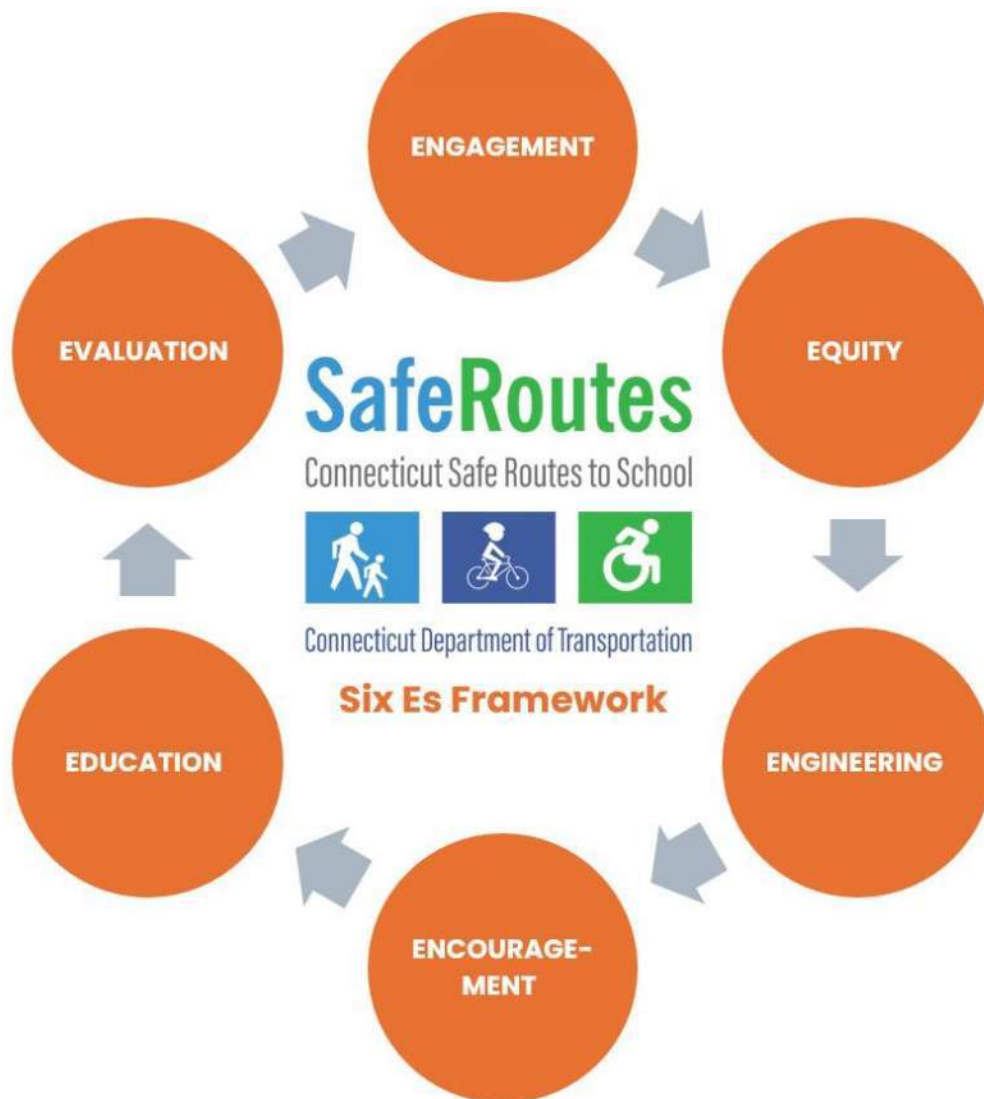 ENGAGEMENT
EQUITY
ENGINEERING
ENCOURAGE-
MENT
EDUCATION
EVALUATION
SafeRoutes
Connecticut Safe Routes to School
Connecticut Department of Transportation
Six Es Framework